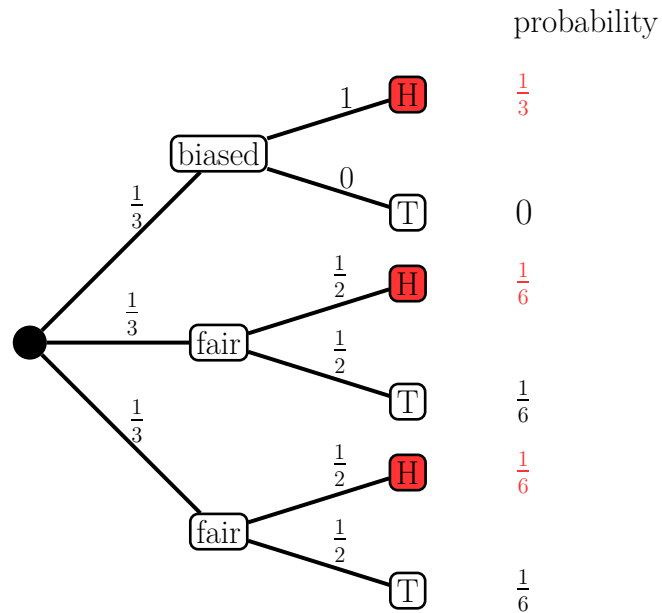 probability
1 H 1/3
biased
1/3 0 T 0
1/2 H 1/6
1/3 fair
1/2 T 1/6
1/3 1/2 H 1/6
fair
1/2 T 1/6